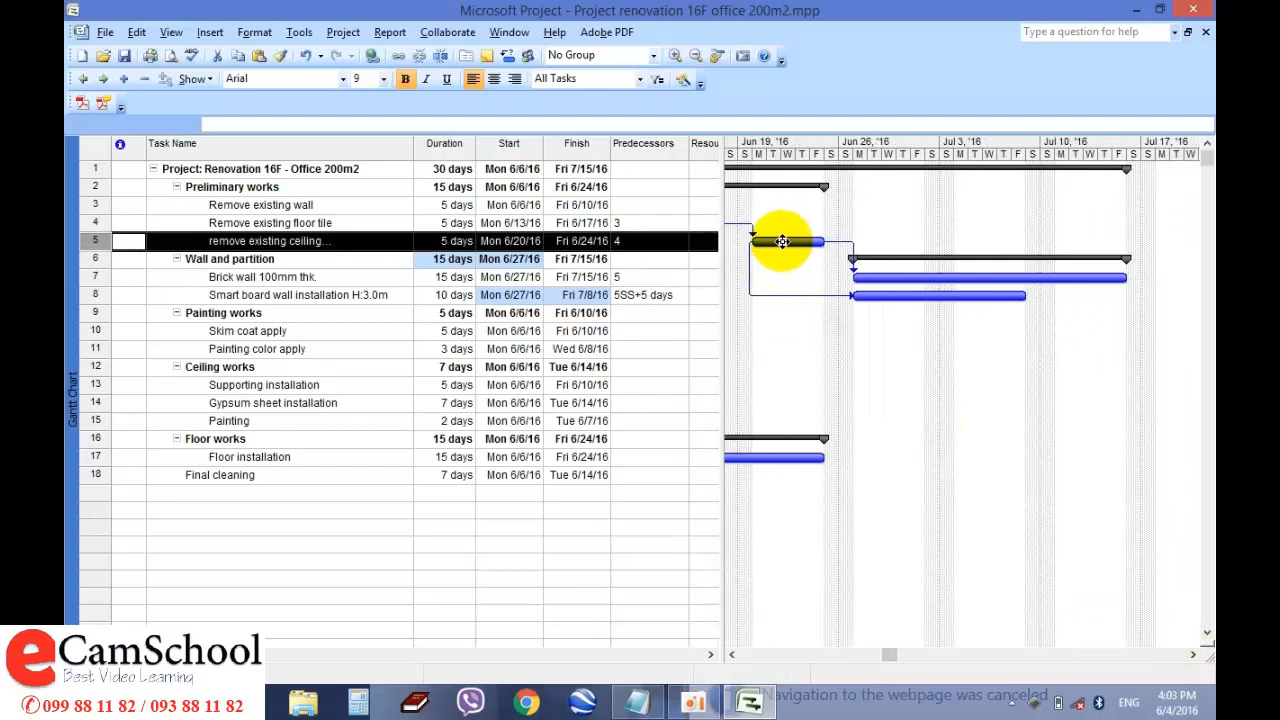 Microsoft Project - Project renovation 16F office 200m2.mpp
File Edit View Insert Format Tools Project Report Collaborate Window Help Adobe PDF
Type a question for help
No Group
Show Arial 9 B I U All Tasks
Task Name Duration Start Finish Predecessors Resou
Jun 19, '16 Jun 26, '16 Jul 3, '16 Jul 10, '16 Jul 17, '16
S S M T W T F S S M T W T F S S M T W T F S S M T W T F S S M T W
1 Project: Renovation 16F - Office 200m2 30 days Mon 6/6/16 Fri 7/15/16
2 Preliminary works 15 days Mon 6/6/16 Fri 6/24/16
3 Remove existing wall 5 days Mon 6/6/16 Fri 6/10/16
4 Remove existing floor tile 5 days Mon 6/13/16 Fri 6/17/16 3
5 remove existing ceiling... 5 days Mon 6/20/16 Fri 6/24/16 4
6 Wall and partition 15 days Mon 6/27/16 Fri 7/15/16
7 Brick wall 100mm thk. 15 days Mon 6/27/16 Fri 7/15/16 5
8 Smart board wall installation H:3.0m 10 days Mon 6/27/16 Fri 7/8/16 5SS+5 days
9 Painting works 5 days Mon 6/6/16 Fri 6/10/16
10 Skim coat apply 5 days Mon 6/6/16 Fri 6/10/16
11 Painting color apply 3 days Mon 6/6/16 Wed 6/8/16
12 Ceiling works 7 days Mon 6/6/16 Tue 6/14/16
13 Supporting installation 5 days Mon 6/6/16 Fri 6/10/16
14 Gypsum sheet installation 7 days Mon 6/6/16 Tue 6/14/16
15 Painting 2 days Mon 6/6/16 Tue 6/7/16
16 Floor works 15 days Mon 6/6/16 Fri 6/24/16
17 Floor installation 15 days Mon 6/6/16 Fri 6/24/16
18 Final cleaning 7 days Mon 6/6/16 Tue 6/14/16
Gantt Chart
eCamSchool
Best Video Learning
099 88 11 82 / 093 88 11 82
Navigation to the webpage was canceled
ENG
4:03 PM
6/4/2016